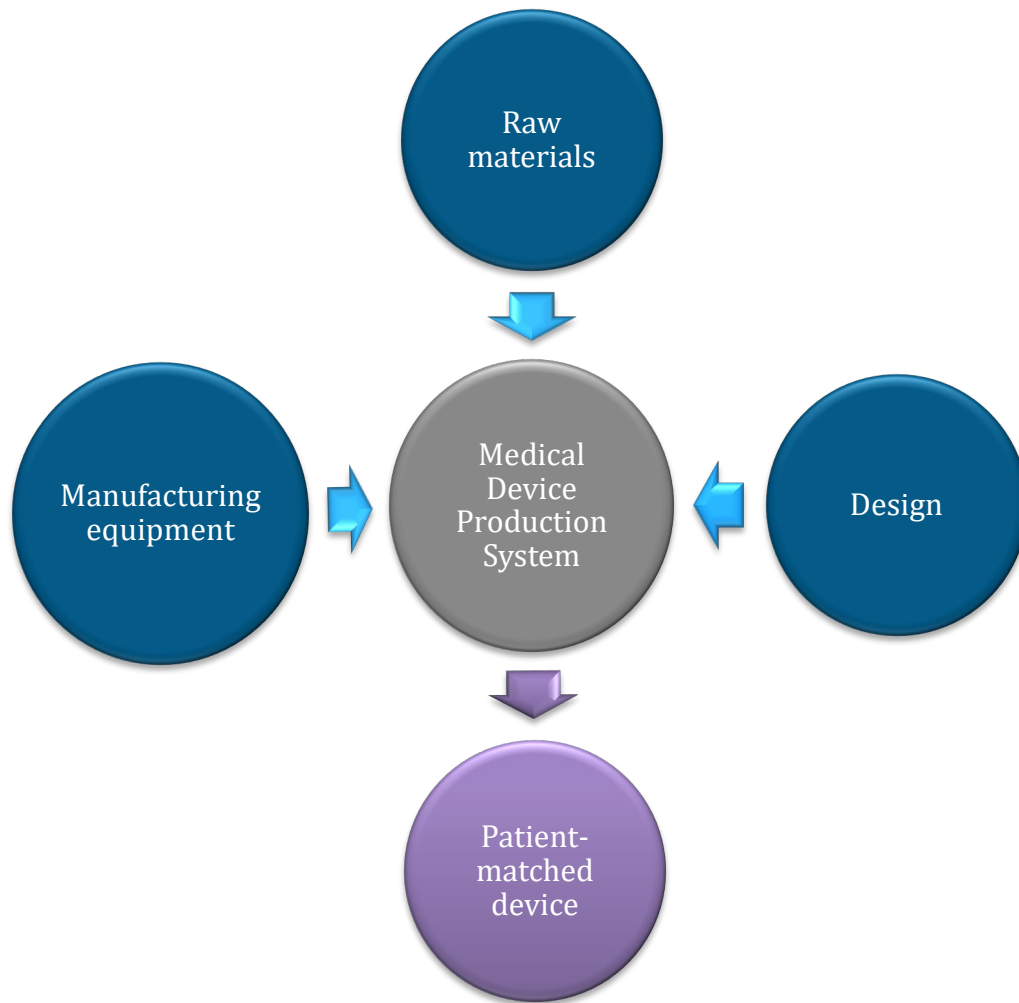 Raw
materials
Manufacturing
equipment
Medical
Device
Production
System
Design
Patient-
matched
device